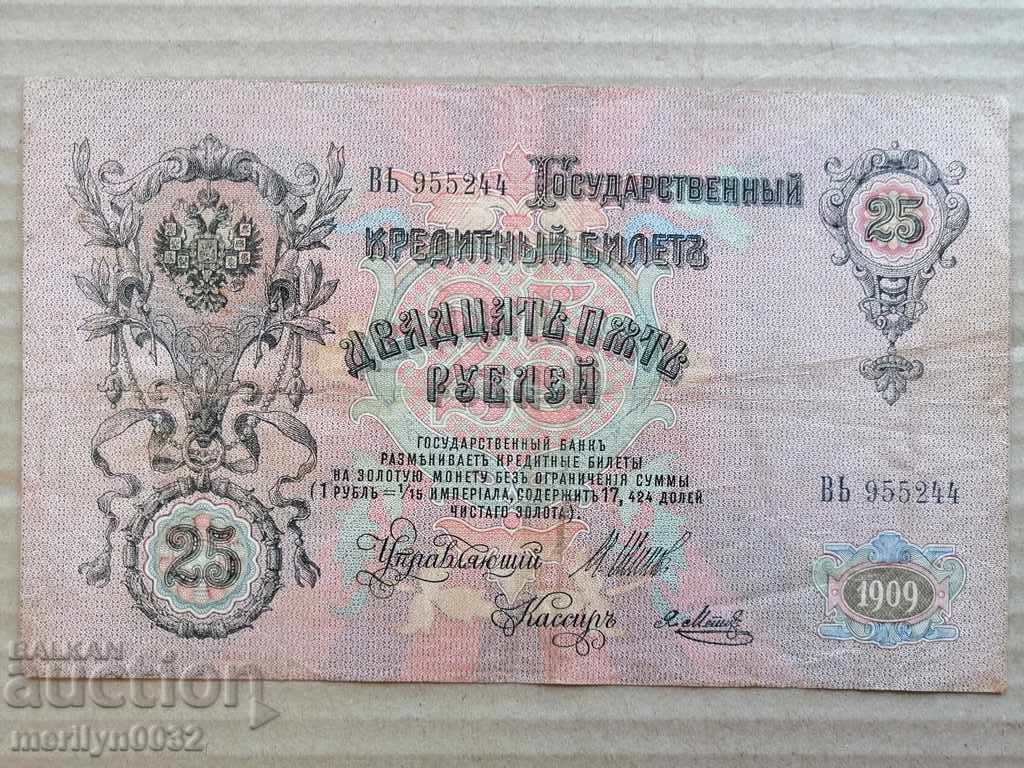 ВЬ 955244 ГОСУДАРСТВЕННЫЙ
КРЕДИТНЫЙ БИЛЕТЪ
25
ДВАДЦАТЬ ПЯТЬ
РУБЛЕЙ
25
ГОСУДАРСТВЕННЫЙ БАНКЪ
РАЗМѢНИВАЕТЪ КРЕДИТНЫЕ БИЛЕТЫ
НА ЗОЛОТУЮ МОНЕТУ БЕЗЪ ОГРАНИЧЕНІЯ СУММЫ
(1 РУБЛЬ = 1/15 ИМПЕРІАЛА, СОДЕРЖИТЪ 17,424 ДОЛЕЙ
ЧИСТАГО ЗОЛОТА).
ВЬ 955244
25
Управляющий
Кассиръ
1909
BALKAN
auction
merilyn0032